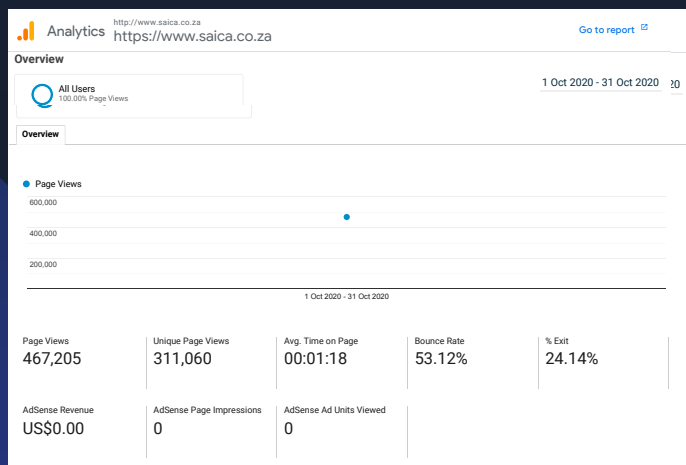 http://www.saica.co.za
Analytics https://www.saica.co.za
Go to report
Overview
All Users
100.00% Page Views
1 Oct 2020 - 31 Oct 2020
20
Overview
Page Views
600,000
400,000
200,000
1 Oct 2020 - 31 Oct 2020
Page Views Unique Page Views Avg. Time on Page Bounce Rate % Exit
467,205 311,060 00:01:18 53.12% 24.14%
AdSense Revenue AdSense Page Impressions AdSense Ad Units Viewed
US$0.00 0 0